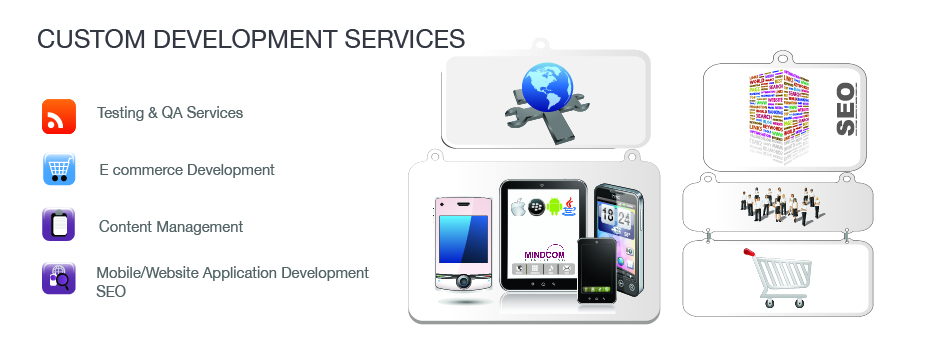 CUSTOM DEVELOPMENT SERVICES
Testing & QA Services
E commerce Development
Content Management
Mobile/Website Application Development
SEO
SEO
18 24
MINDCOM